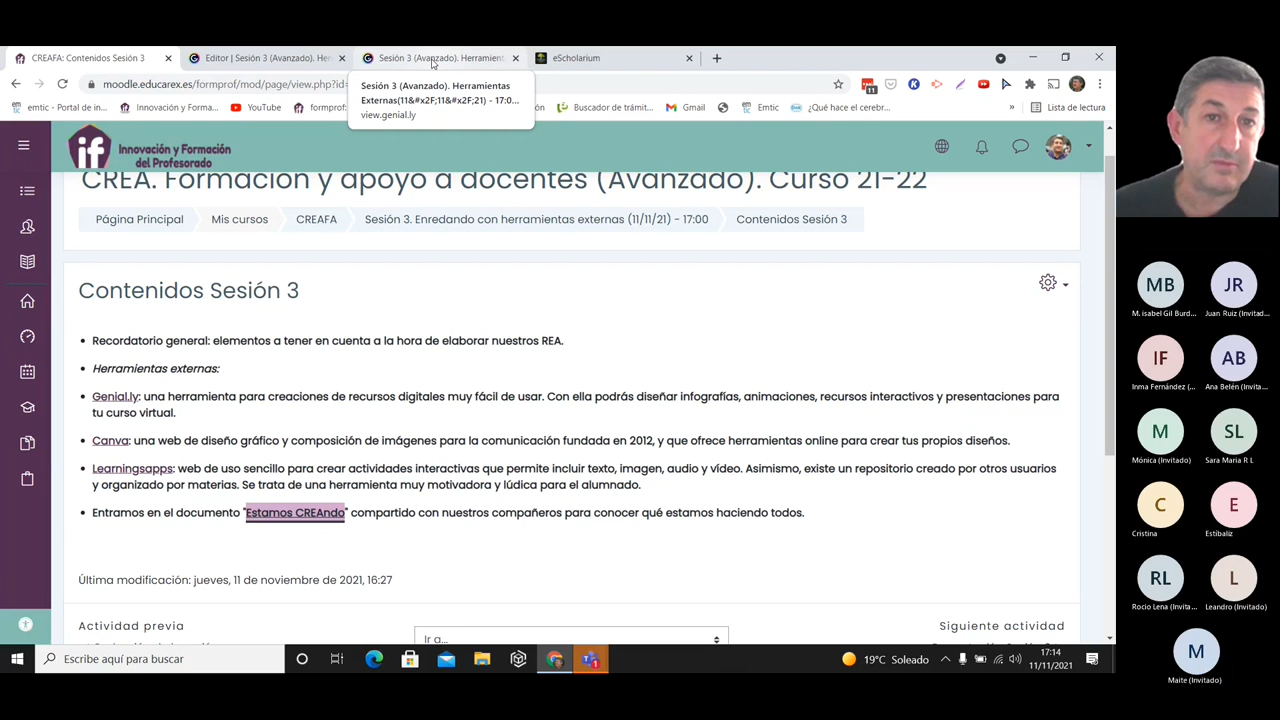 CREAFA: Contenidos Sesión 3
Editor | Sesión 3 (Avanzado). Her
Sesión 3 (Avanzado). Herramient
eScholarium
moodle.educarex.es/formprof/mod/page/view.php?id=
Sesión 3 (Avanzado). Herramientas
Externas(11&#x2F;11&#x2F;21) - 17:0...
view.genial.ly
11
emtic - Portal de in...
Innovación y Forma...
YouTube
formprof:
ón
Buscador de trámit...
Gmail
Emtic
¿Qué hace el cerebr...
»
Lista de lectura
if
Innovación y Formación
del Profesorado
CREA. Formación y apoyo a docentes (Avanzado). Curso 21-22
Página Principal
Mis cursos
CREAFA
Sesión 3. Enredando con herramientas externas (11/11/21) - 17:00
Contenidos Sesión 3
Contenidos Sesión 3
• Recordatorio general: elementos a tener en cuenta a la hora de elaborar nuestros REA.
• Herramientas externas:
• Genial.ly: una herramienta para creaciones de recursos digitales muy fácil de usar. Con ella podrás diseñar infografías, animaciones, recursos interactivos y presentaciones para
tu curso virtual.
• Canva: una web de diseño gráfico y composición de imágenes para la comunicación fundada en 2012, y que ofrece herramientas online para crear tus propios diseños.
• Learningsapps: web de uso sencillo para crear actividades interactivas que permite incluir texto, imagen, audio y vídeo. Asimismo, existe un repositorio creado por otros usuarios
y organizado por materias. Se trata de una herramienta muy motivadora y lúdica para el alumnado.
• Entramos en el documento "Estamos CREAndo" compartido con nuestros compañeros para conocer qué estamos haciendo todos.
Última modificación: jueves, 11 de noviembre de 2021, 16:27
Actividad previa
Siguiente actividad
Ir a...
Escribe aquí para buscar
19°C Soleado
17:14
11/11/2021
MB
M. isabel Gil Burd...
JR
Juan Ruiz (Invitad...
IF
Inma Fernández (...
AB
Ana Belén (Invita...
M
Mónica (Invitado)
SL
Sara Maria R L
C
Cristina
E
Estíbaliz
RL
Rocio Lena (Invita...
L
Leandro (Invitado)
M
Maite (Invitado)